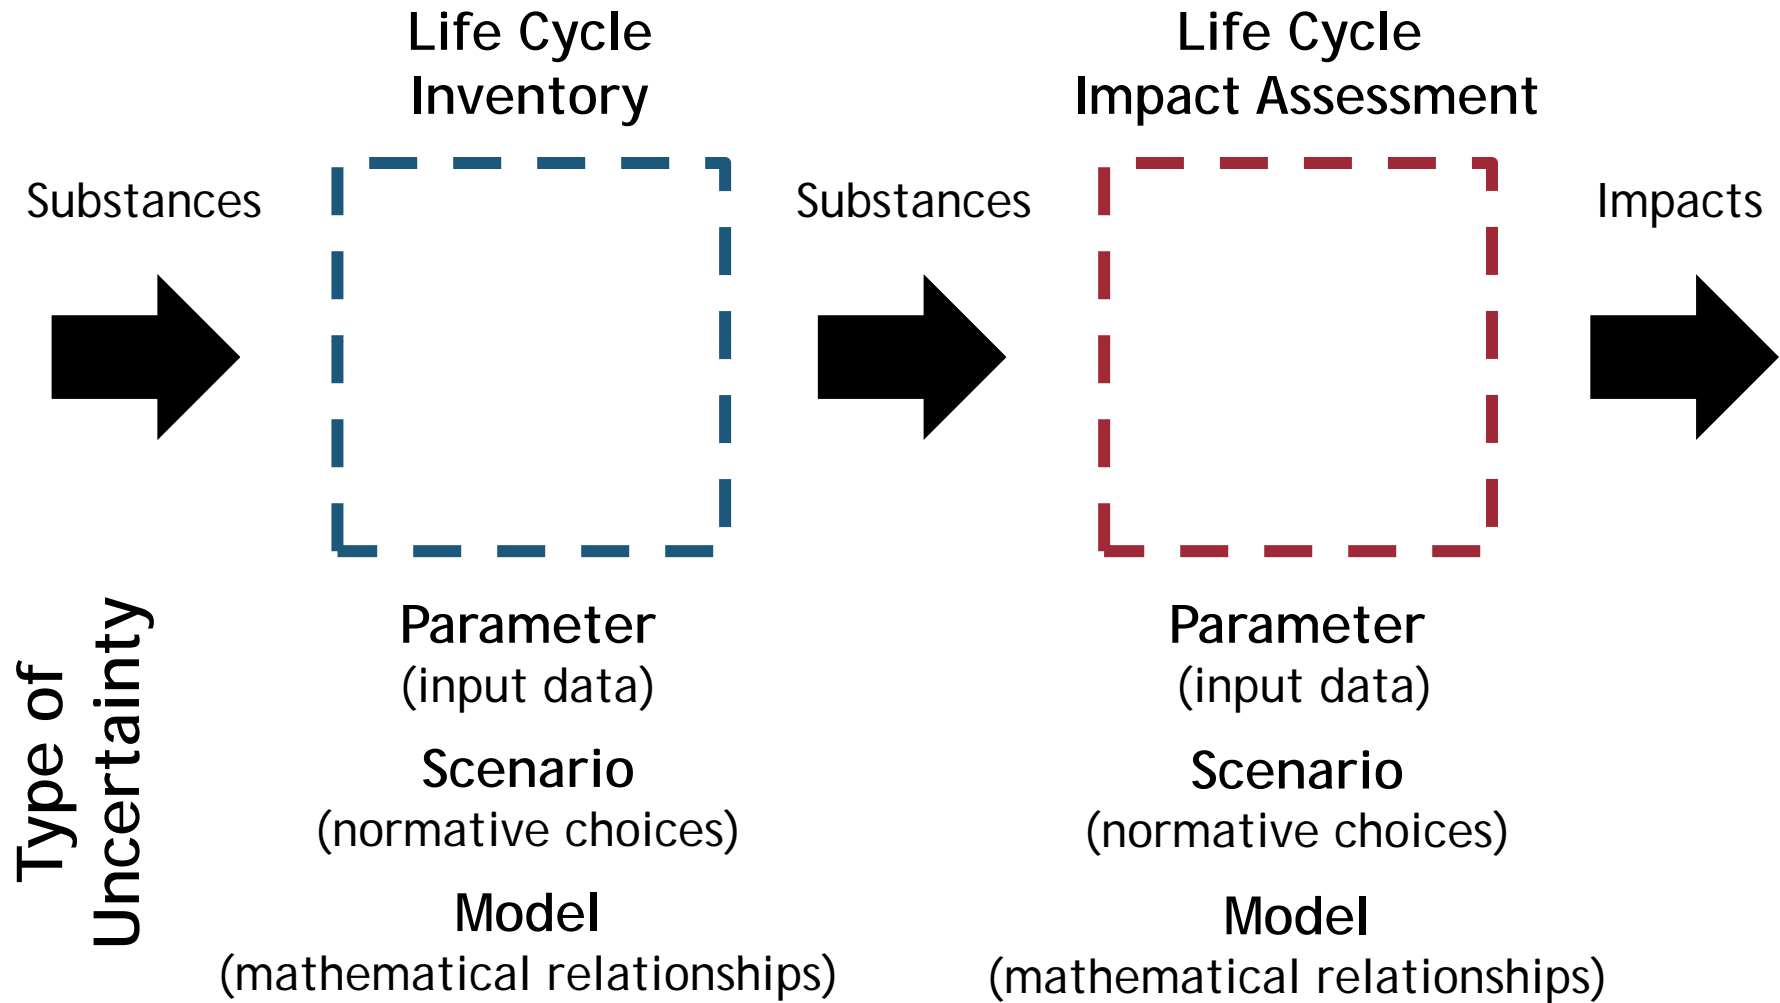 Life Cycle
Inventory
Life Cycle
Impact Assessment
Substances
Substances
Impacts
Type of
Uncertainty
Parameter
(input data)
Scenario
(normative choices)
Model
(mathematical relationships)
Parameter
(input data)
Scenario
(normative choices)
Model
(mathematical relationships)